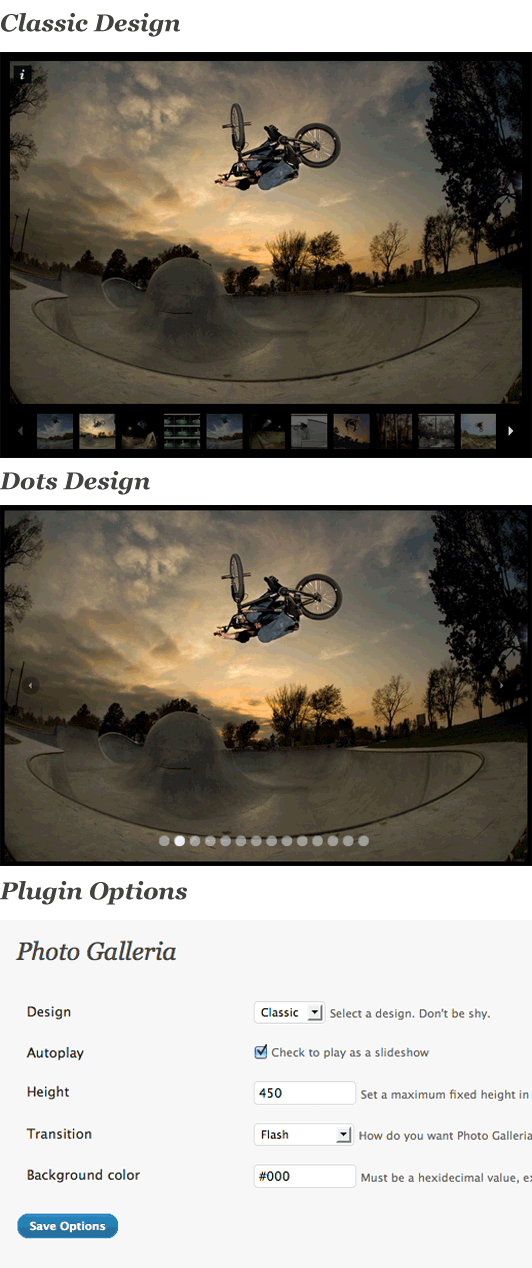 Classic Design
i
Dots Design
Plugin Options
Photo Galleria
Design Classic Select a design. Don't be shy.
Autoplay Check to play as a slideshow
Height 450 Set a maximum fixed height in
Transition Flash How do you want Photo Galleria
Background color #000 Must be a hexidecimal value, ex
Save Options